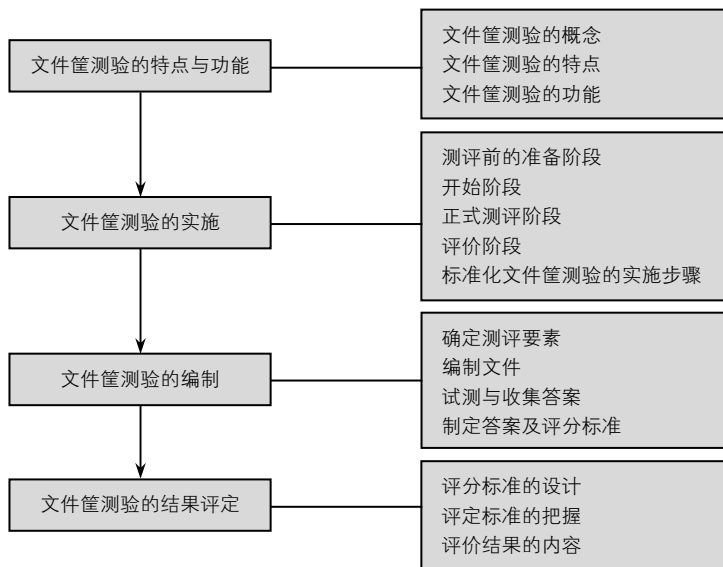 文件筐测验的特点与功能
文件筐测验的概念
文件筐测验的特点
文件筐测验的功能
文件筐测验的实施
测评前的准备阶段
开始阶段
正式测评阶段
评价阶段
标准化文件筐测验的实施步骤
文件筐测验的编制
确定测评要素
编制文件
试测与收集答案
制定答案及评分标准
文件筐测验的结果评定
评分标准的设计
评定标准的把握
评价结果的内容